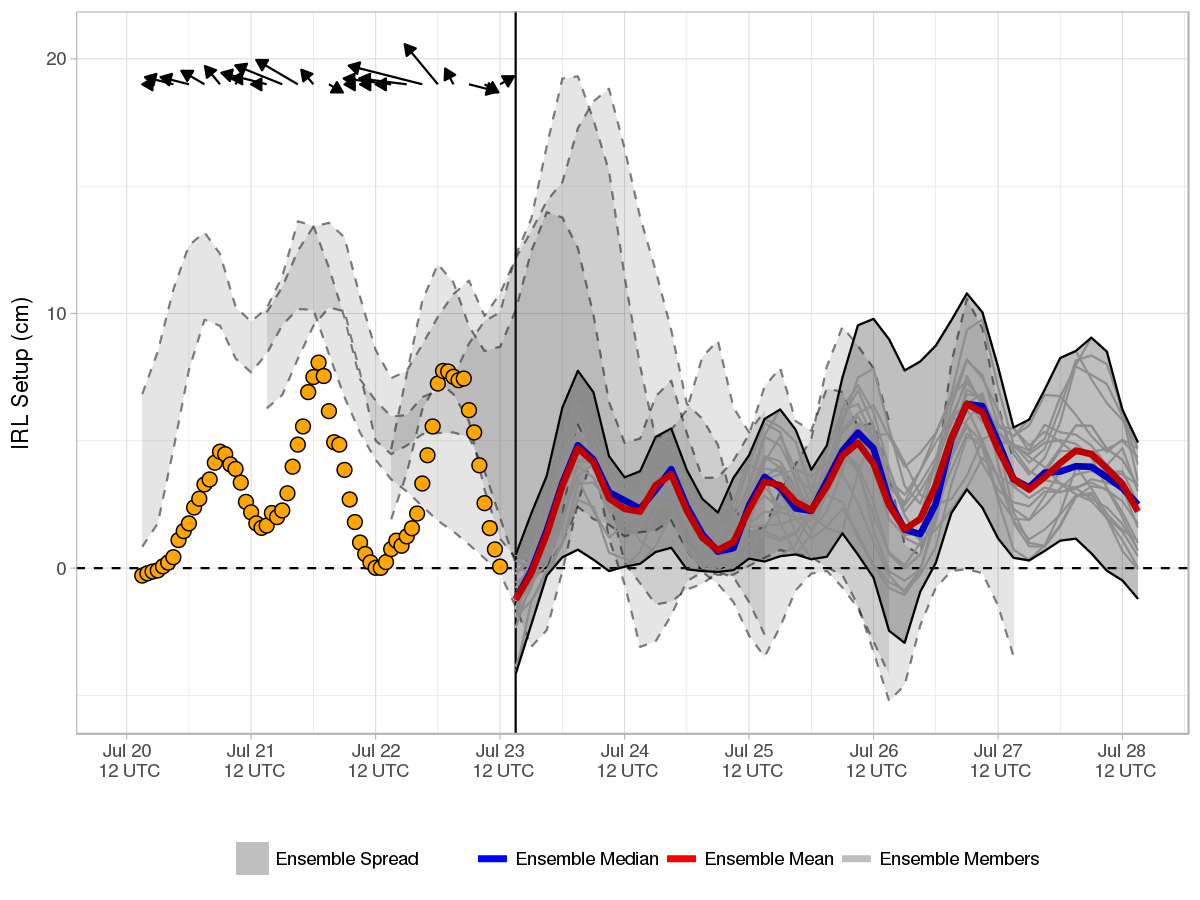 20
10
0
IRL Setup (cm)
Jul 20 Jul 21 Jul 22 Jul 23 Jul 24 Jul 25 Jul 26 Jul 27 Jul 28
12 UTC 12 UTC 12 UTC 12 UTC 12 UTC 12 UTC 12 UTC 12 UTC 12 UTC
Ensemble Spread Ensemble Median Ensemble Mean Ensemble Members